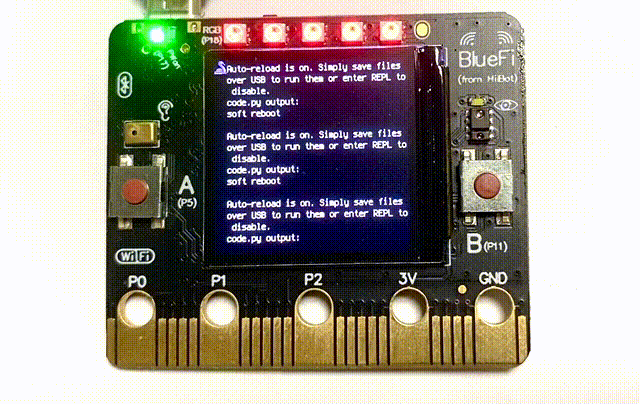 RGB
(P18)
(P17)
BlueFi
(from HiBot)
Auto-reload is on. Simply save files
over USB to run them or enter REPL to
disable.
code.py output:
soft reboot
Auto-reload is on. Simply save files
over USB to run them or enter REPL to
disable.
code.py output:
soft reboot
Auto-reload is on. Simply save files
over USB to run them or enter REPL to
disable.
code.py output:
A
(P5)
B(P11)
WiFi
P0 P1 P2 3V GND